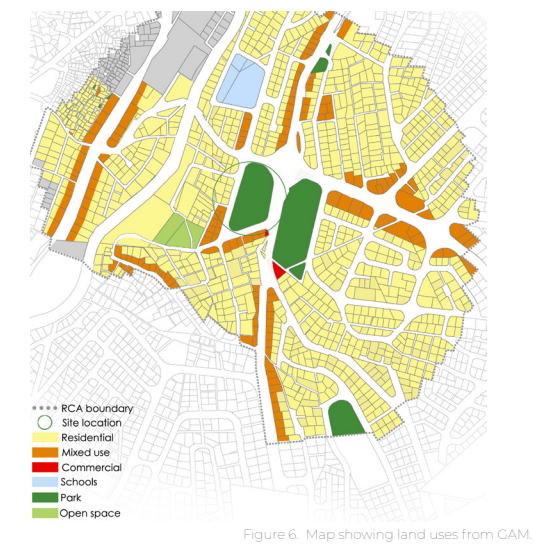 RCA boundary
Site location
Residential
Mixed use
Commercial
Schools
Park
Open space
Figure 6. Map showing land uses from GAM.